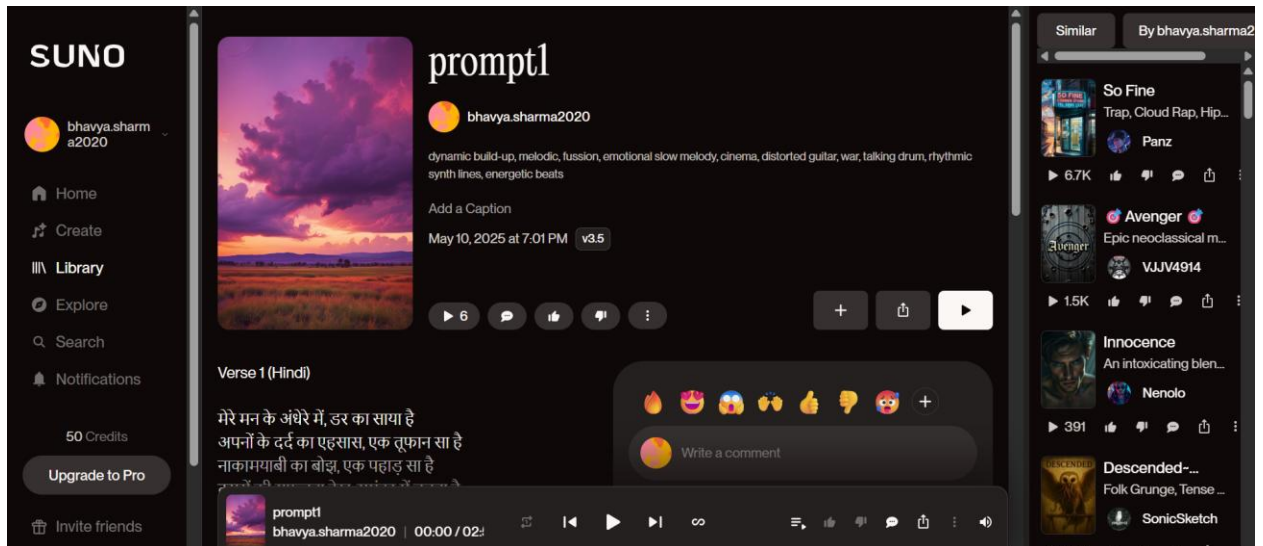 SUNO
bhavya.sharm
a2020
Home
Create
Library
Explore
Search
Notifications
50 Credits
Upgrade to Pro
Invite friends
prompt1
bhavya.sharma2020
dynamic build-up, melodic, fussion, emotional slow melody, cinema, distorted guitar, war, talking drum, rhythmic
synth lines, energetic beats
Add a Caption
May 10, 2025 at 7:01 PM v3.5
6
Verse 1 (Hindi)
मेरे मन के अंधेरे में, डर का साया है
अपनों के दर्द का एहसास, एक तूफान सा है
नाकामयाबी का बोझ, एक पहाड़ सा है
Write a comment
prompt1
bhavya.sharma2020 | 00:00 / 02:
Similar
By bhavya.sharma2
So Fine
Trap, Cloud Rap, Hip...
Panz
6.7K
🎯 Avenger 🎯
Epic neoclassical m...
VJJV4914
1.5K
Innocence
An intoxicating blen...
Nenolo
391
Descended-...
Folk Grunge, Tense ...
SonicSketch
SO FINE
Avenger
DESCENDED